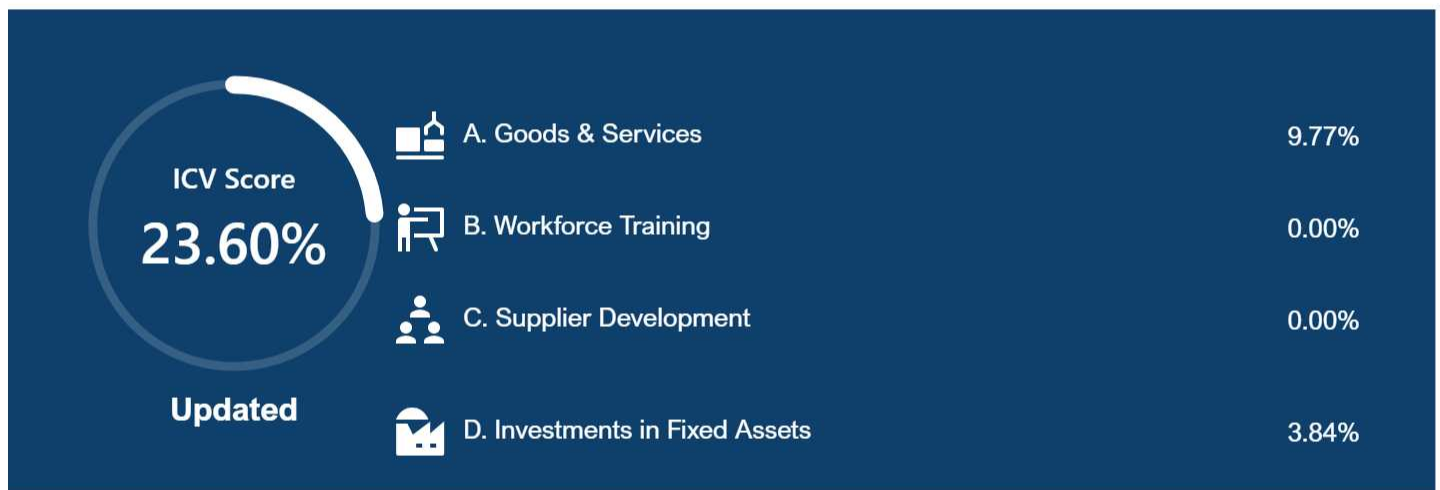 ICV Score
23.60%
Updated
A. Goods & Services 9.77%
B. Workforce Training 0.00%
C. Supplier Development 0.00%
D. Investments in Fixed Assets 3.84%